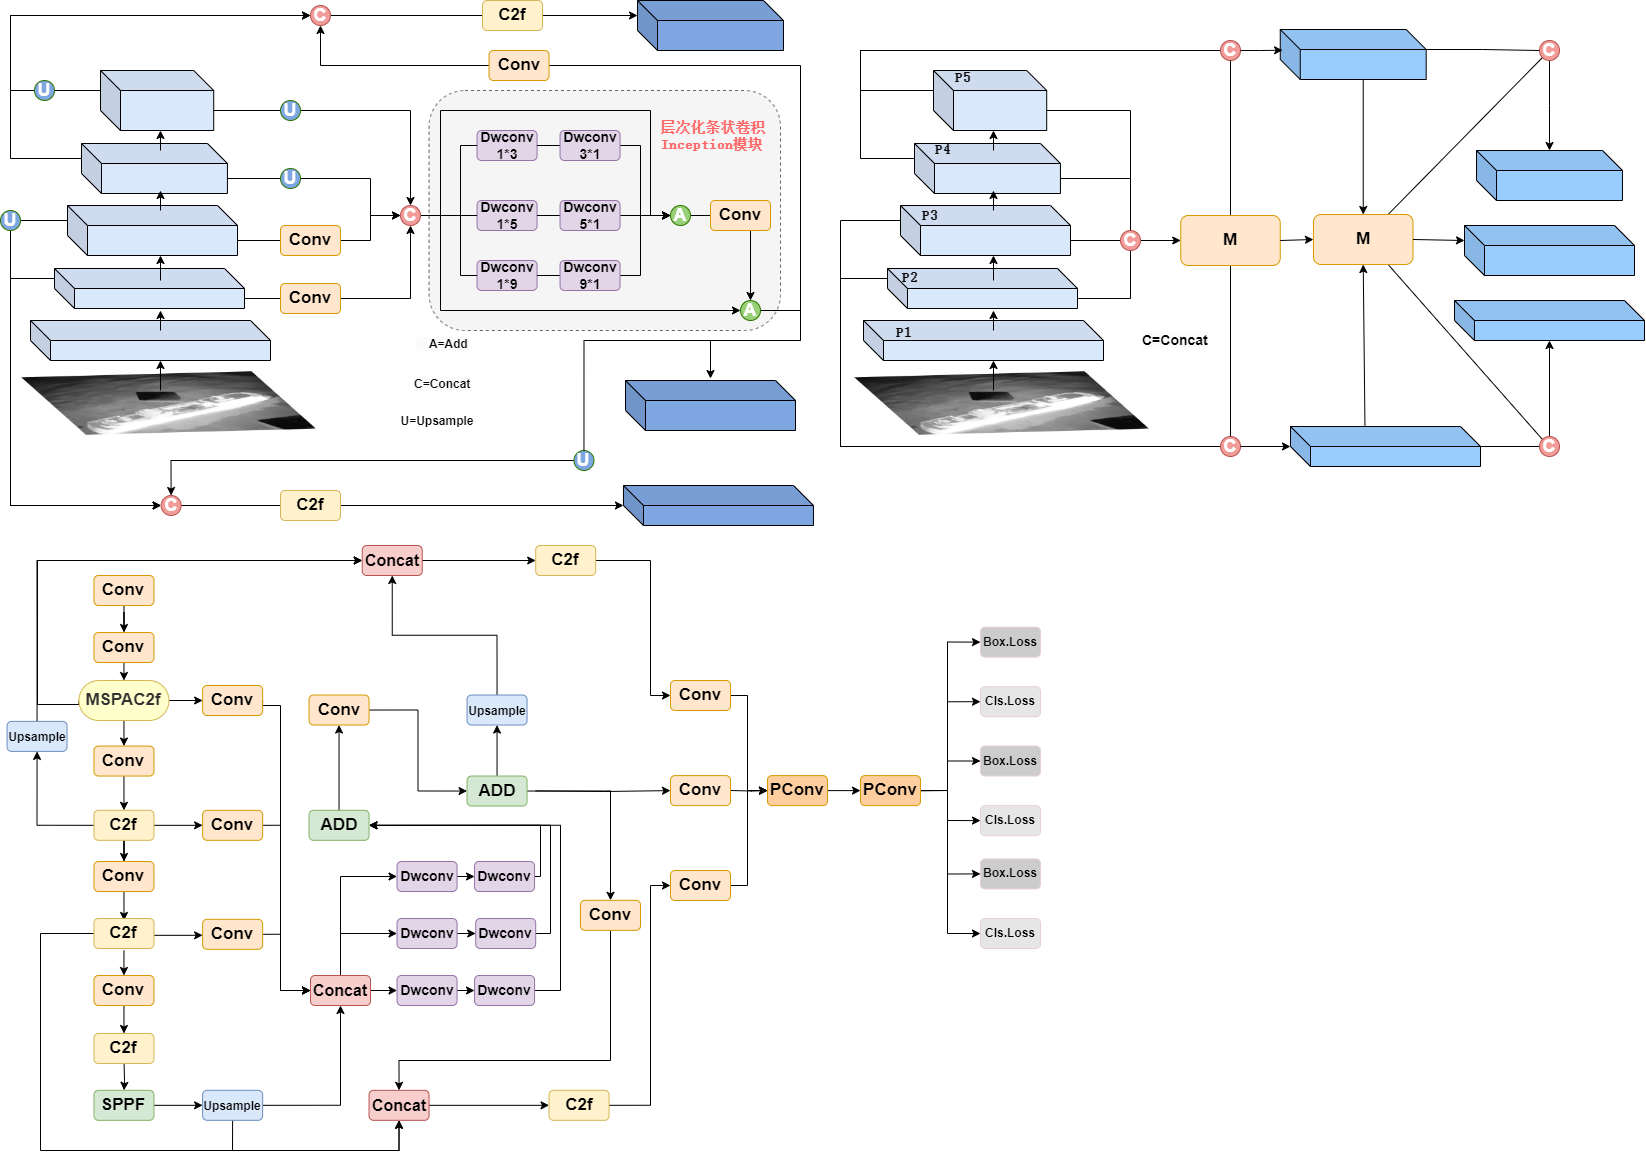 C
C2f
Conv
U
U
Dwconv
1*3
Dwconv
3*1
层次化条状卷积
Inception模块
U
U
C
Dwconv
1*5
Dwconv
5*1
A
Conv
Conv
Dwconv
1*9
Dwconv
9*1
Conv
A
A=Add
C=Concat
U=Upsample
U
C
C2f
C
C
P5
P4
P3
P2
P1
C
M
M
C=Concat
C
C
Concat
C2f
Conv
Conv
MSPAC2f
Conv
Conv
Upsample
Conv
Upsample
Conv
ADD
Conv
PConv
PConv
C2f
Conv
ADD
Conv
Dwconv
Dwconv
Conv
Conv
C2f
Conv
Dwconv
Dwconv
Conv
Concat
Dwconv
Dwconv
C2f
SPPF
Upsample
Concat
C2f
Box.Loss
Cls.Loss
Box.Loss
Cls.Loss
Box.Loss
Cls.Loss